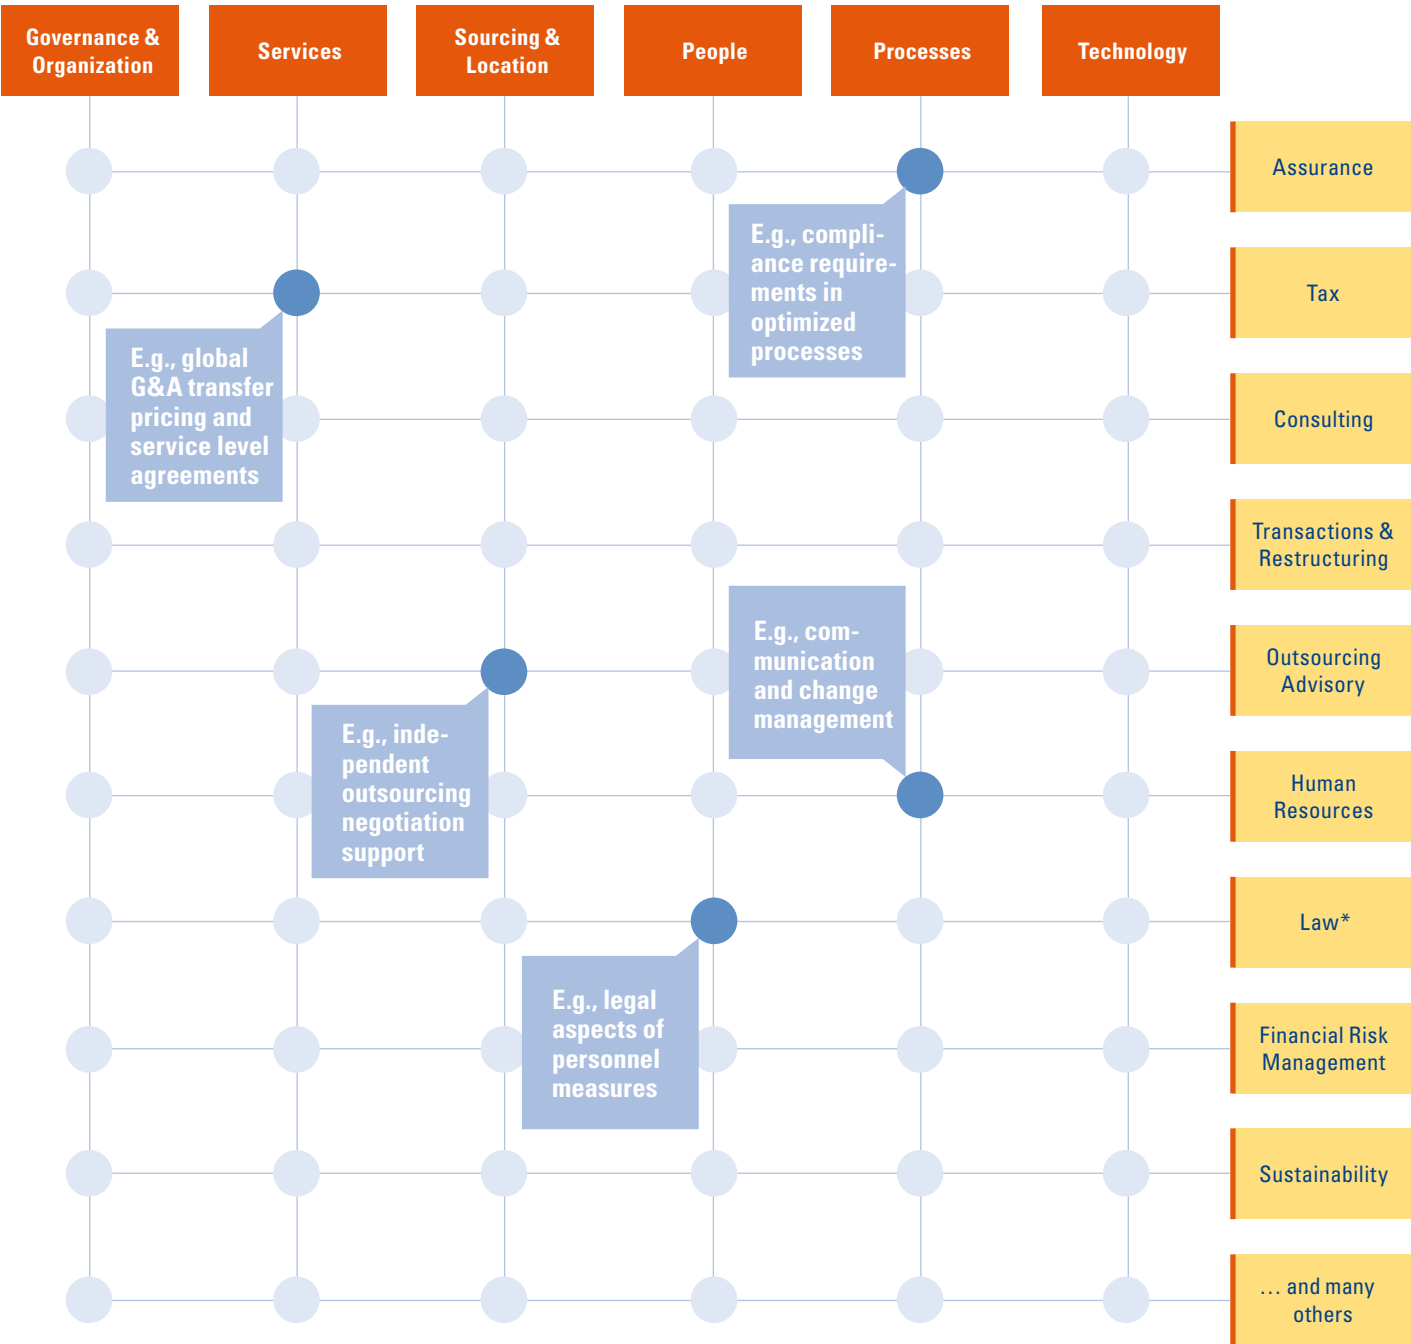 Governance &
Organization
Services
Sourcing &
Location
People
Processes
Technology
Assurance
E.g., compli-
ance require-
ments in
optimized
processes
Tax
E.g., global
G&A transfer
pricing and
service level
agreements
Consulting
Transactions &
Restructuring
E.g., com-
munication
and change
management
Outsourcing
Advisory
E.g., inde-
pendent
outsourcing
negotiation
support
Human
Resources
Law*
E.g., legal
aspects of
personnel
measures
Financial Risk
Management
Sustainability
… and many
others